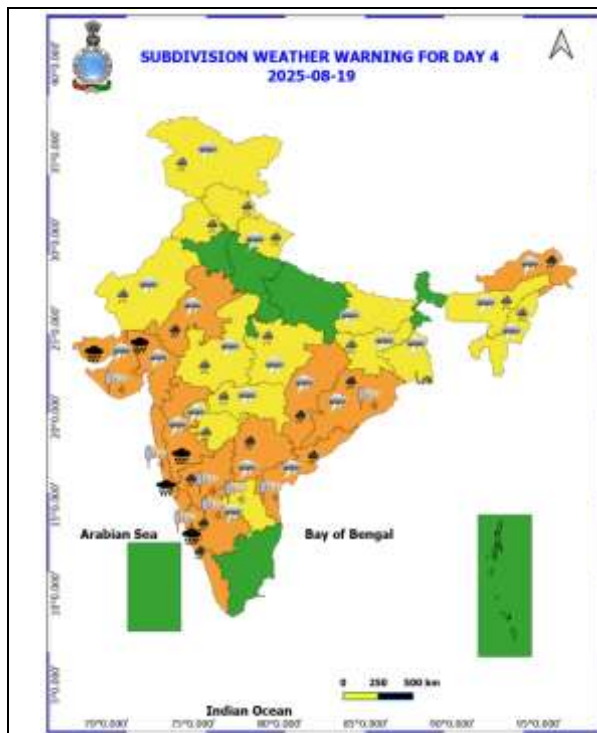 SUBDIVISION WEATHER WARNING FOR DAY 4
2025-08-19
Arabian Sea
Bay of Bengal
0 250 500 km
Indian Ocean